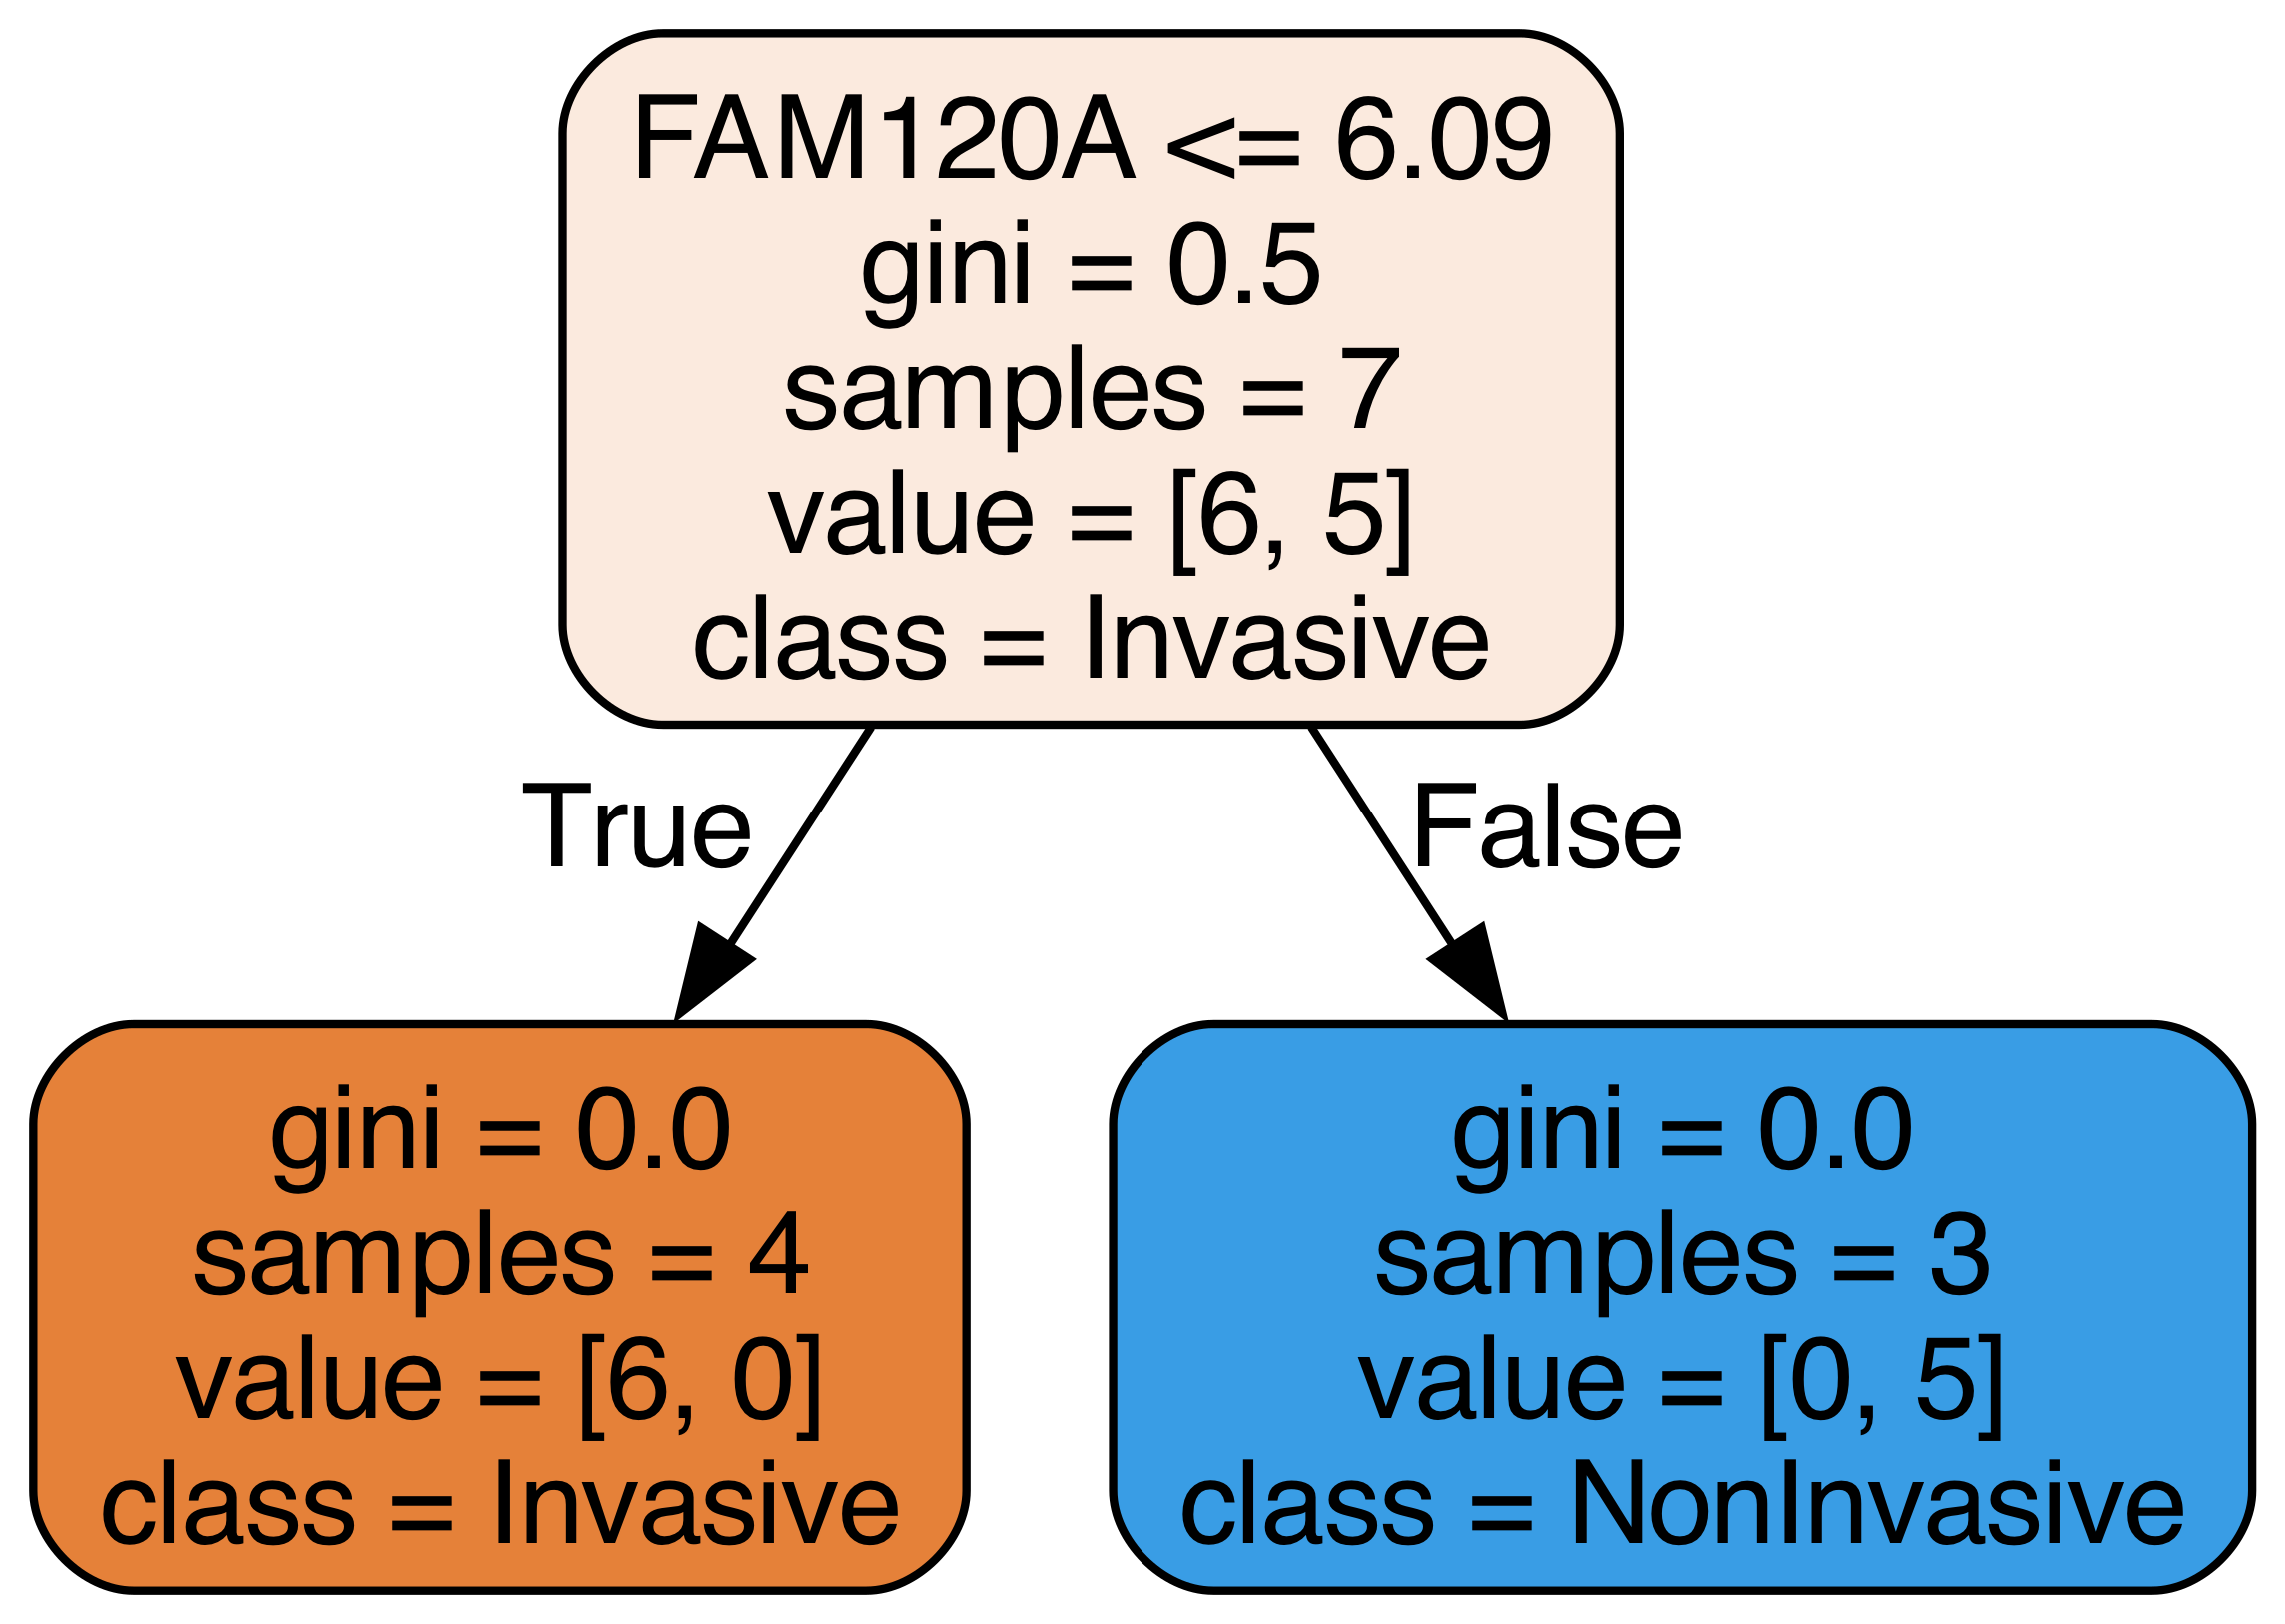 FAM120A <= 6.09
gini = 0.5
samples = 7
value = [6, 5]
class = Invasive
True
False
gini = 0.0
samples = 4
value = [6, 0]
class = Invasive
gini = 0.0
samples = 3
value = [0, 5]
class = NonInvasive